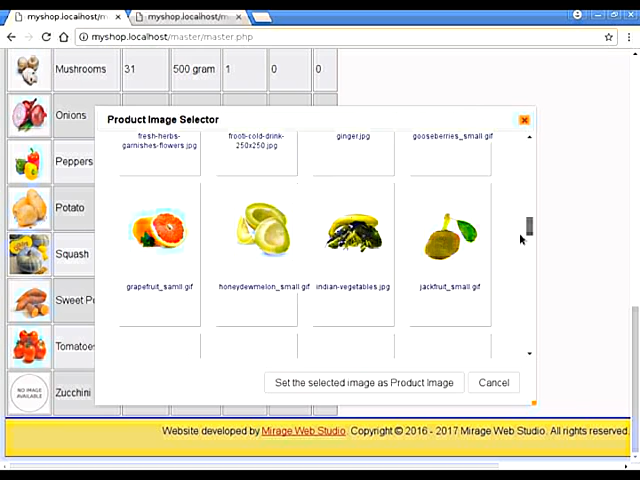 myshop.localhost/m
myshop.localhost/m
myshop.localhost/master/master.php
Mushrooms 31 500 gram 1 0 0
Onions
Product Image Selector
fresh-herbs-
garnishes-flowers.jpg
frooti-cold-drink-
250x250.jpg
ginger.jpg
gooseberries_small.gif
Peppers
Potato
Squash
grapefruit_samll.gif
honeydewmelon_small.gif
indian-vegetables.jpg
jackfruit_small.gif
Sweet Po
Tomatoes
NO IMAGE
AVAILABLE
Zucchini
Set the selected image as Product Image
Cancel
Website developed by Mirage Web Studio. Copyright © 2016 - 2017 Mirage Web Studio. All rights reserved.